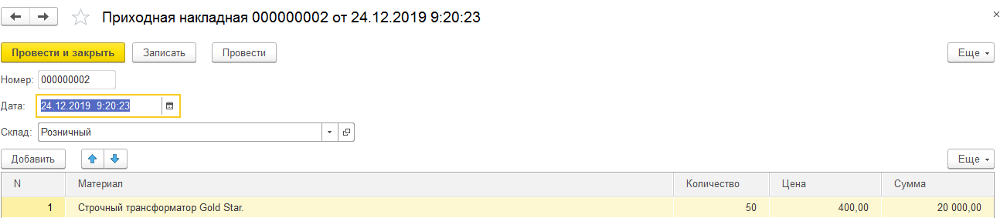 Приходная накладная 000000002 от 24.12.2019 9:20:23
Провести и закрыть Записать Провести Еще
Номер: 000000002
Дата: 24.12.2019 9:20:23
Склад: Розничный
Добавить Еще
N Материал Количество Цена Сумма
1 Строчный трансформатор Gold Star. 50 400,00 20 000,00